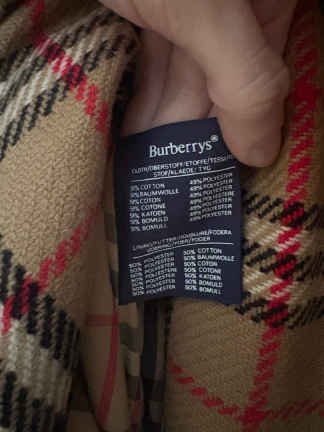 Burberrys®
CLOTH/OBERSTOFF/ETOFFE/TESSUTO
STOF/KLAEDE/TYG
51% COTTON 49% POLYESTER
51% BAUMWOLLE 49% POLYESTER
51% COTON 49% POLYESTER
51% COTONE 49% POLYESTER
51% KATOEN 49% POLYESTER
51% BOMULD 49% POLYESTER
51% BOMULL
LINING/FUTTER/DOUBLURE/FODERA
VOERING/FOER/FODER
50% POLYESTER 50% COTTON
50% POLYESTER 50% BAUMWOLLE
50% POLYESTER 50% COTON
50% POLIESTERE 50% COTONE
50% POLYESTER 50% KATOEN
50% POLYESTER 50% BOMULD
50% POLYESTER 50% BOMULL